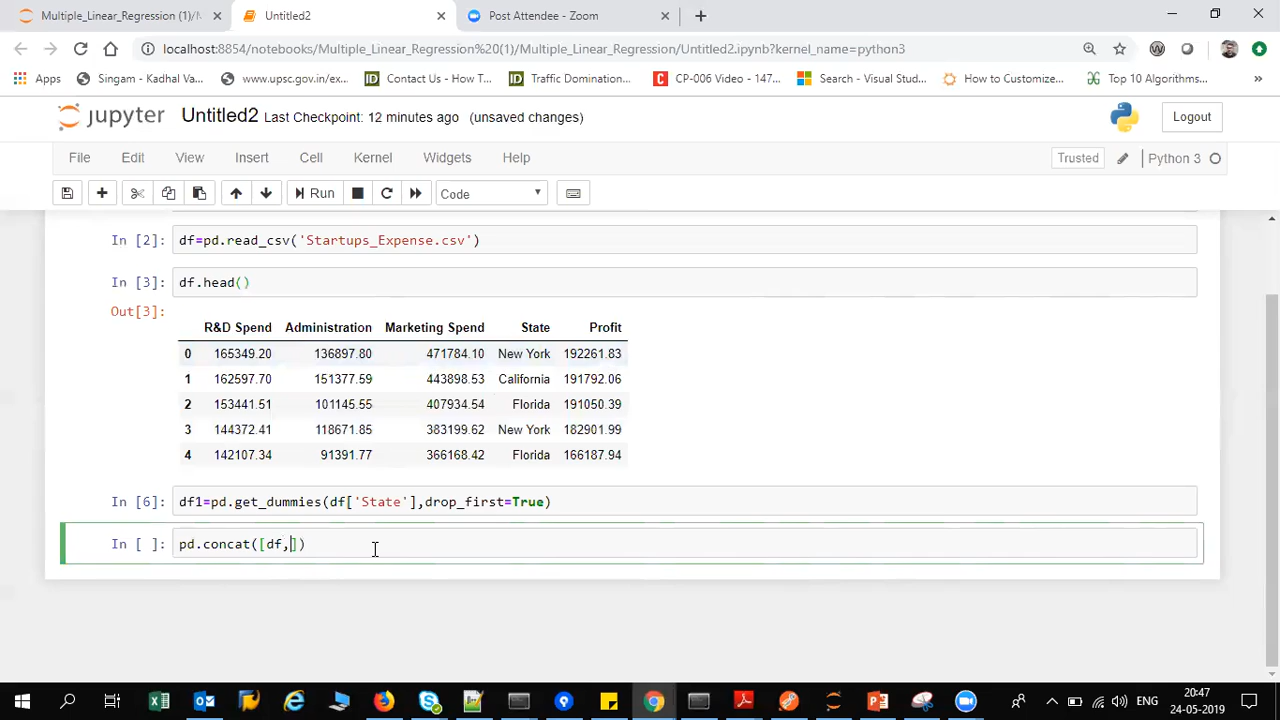 Multiple_Linear_Regression (1)/M
Untitled2
Post Attendee - Zoom
localhost:8854/notebooks/Multiple_Linear_Regression%20(1)/Multiple_Linear_Regression/Untitled2.ipynb?kernel_name=python3
Apps Singam - Kadhal Va... www.upsc.gov.in/ex... Contact Us - How T... Traffic Domination... CP-006 Video - 147... Search - Visual Stud... How to Customize... Top 10 Algorithms... »
jupyter Untitled2 Last Checkpoint: 12 minutes ago (unsaved changes) Logout
File Edit View Insert Cell Kernel Widgets Help Trusted Python 3
Run Code
In [2]: df=pd.read_csv('Startups_Expense.csv')
In [3]: df.head()
Out[3]:
R&D Spend Administration Marketing Spend State Profit
0 165349.20 136897.80 471784.10 New York 192261.83
1 162597.70 151377.59 443898.53 California 191792.06
2 153441.51 101145.55 407934.54 Florida 191050.39
3 144372.41 118671.85 383199.62 New York 182901.99
4 142107.34 91391.77 366168.42 Florida 166187.94
In [6]: df1=pd.get_dummies(df['State'],drop_first=True)
In [ ]: pd.concat([df,])
ENG
20:47
24-05-2019